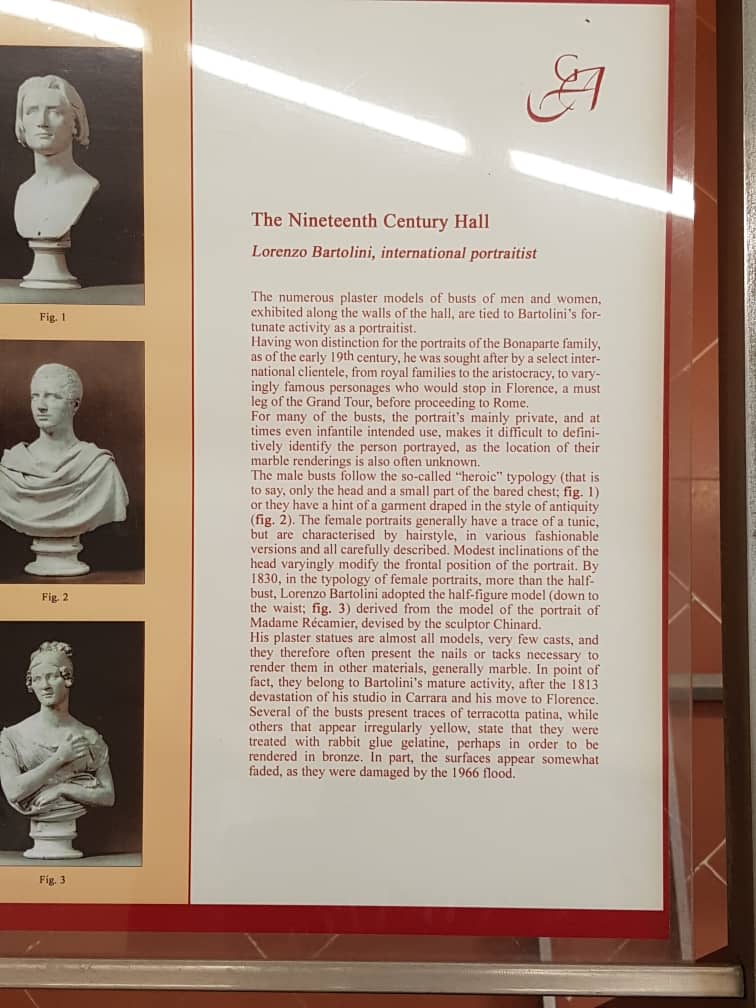 GA
The Nineteenth Century Hall
Lorenzo Bartolini, international portraitist
The numerous plaster models of busts of men and women,
exhibited along the walls of the hall, are tied to Bartolini's for-
tunate activity as a portraitist.
Having won distinction for the portraits of the Bonaparte family,
as of the early 19th century, he was sought after by a select inter-
national clientele, from royal families to the aristocracy, to vary-
ingly famous personages who would stop in Florence, a must
leg of the Grand Tour, before proceeding to Rome.
For many of the busts, the portrait's mainly private, and at
times even infantile intended use, makes it difficult to defini-
tively identify the person portrayed, as the location of their
marble renderings is also often unknown.
The male busts follow the so-called "heroic" typology (that is
to say, only the head and a small part of the bared chest; fig. 1)
or they have a hint of a garment draped in the style of antiquity
(fig. 2). The female portraits generally have a trace of a tunic,
but are characterised by hairstyle, in various fashionable
versions and all carefully described. Modest inclinations of the
head varyingly modify the frontal position of the portrait. By
1830, in the typology of female portraits, more than the half-
bust, Lorenzo Bartolini adopted the half-figure model (down to
the waist; fig. 3) derived from the model of the portrait of
Madame Récamier, devised by the sculptor Chinard.
His plaster statues are almost all models, very few casts, and
they therefore often present the nails or tacks necessary to
render them in other materials, generally marble. In point of
fact, they belong to Bartolini's mature activity, after the 1813
devastation of his studio in Carrara and his move to Florence.
Several of the busts present traces of terracotta patina, while
others that appear irregularly yellow, state that they were
treated with rabbit glue gelatine, perhaps in order to be
rendered in bronze. In part, the surfaces appear somewhat
faded, as they were damaged by the 1966 flood.
Fig. 1
Fig. 2
Fig. 3